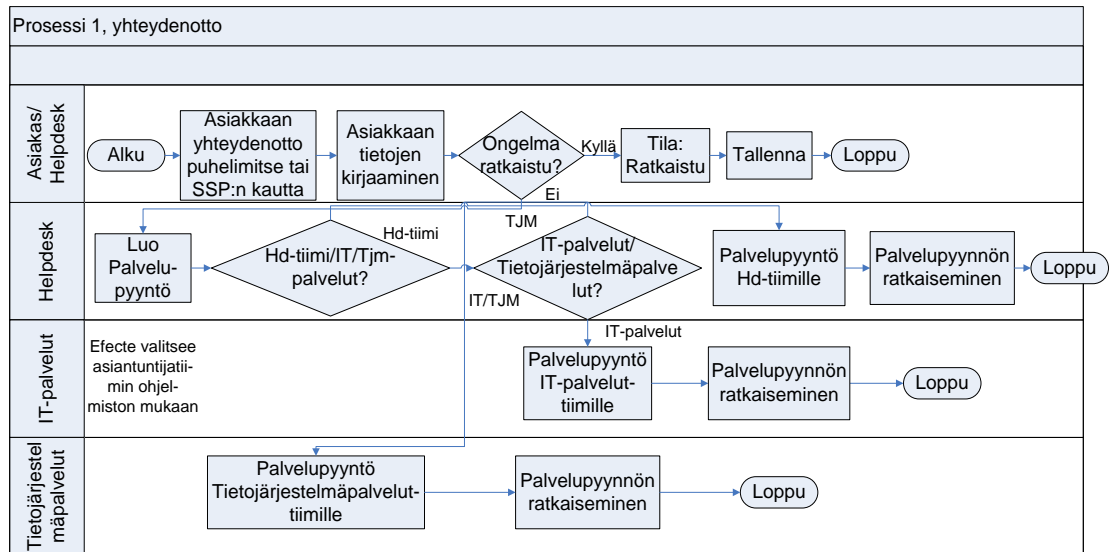 Prosessi 1, yhteydenotto
Asiakas/
Helpdesk
Alku
Asiakkaan
yhteydenotto
puhelimitse tai
SSP:n kautta
Asiakkaan
tietojen
kirjaaminen
Ongelma
ratkaistu?
Kyllä
Tila:
Ratkaistu
Tallenna
Loppu
Ei
Helpdesk
Luo
Palvelu-
pyyntö
Hd-tiimi/IT/Tjm-
palvelut?
Hd-tiimi
TJM
IT/TJM
IT-palvelut/
Tietojärjestelmäpalve
lut?
Palvelupyyntö
Hd-tiimille
Palvelupyynnön
ratkaiseminen
Loppu
IT-palvelut
Efecte valitsee
asiantuntijatii-
min ohjel-
miston mukaan
IT-palvelut
Palvelupyyntö
IT-palvelut-
tiimille
Palvelupyynnön
ratkaiseminen
Loppu
Tietojärjestel
mäpalvelut
Palvelupyyntö
Tietojärjestelmäpalvelut-
tiimille
Palvelupyynnön
ratkaiseminen
Loppu